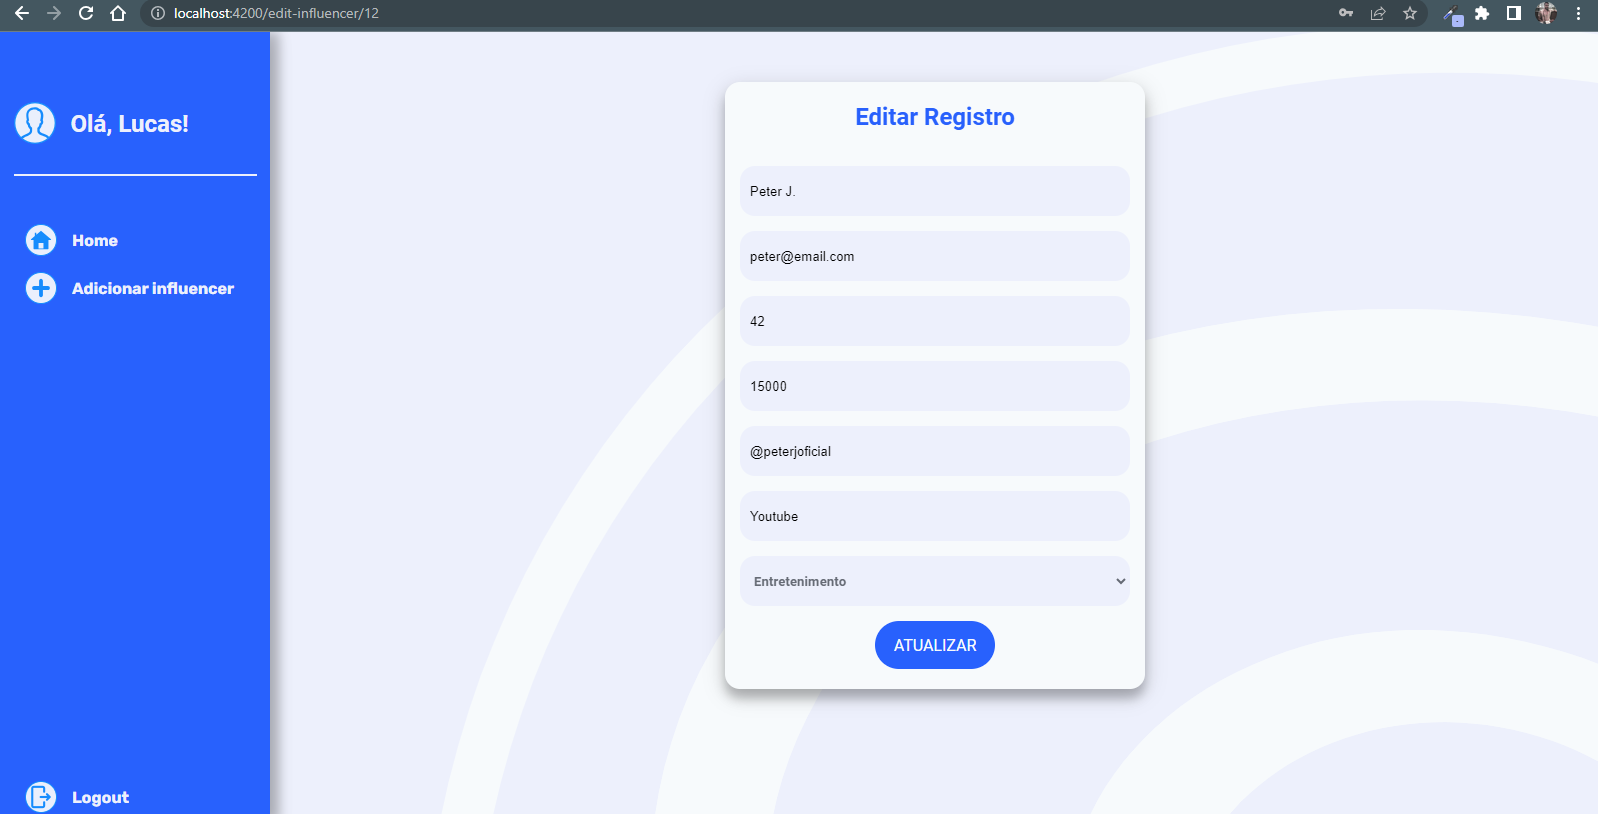 localhost:4200/edit-influencer/12
Olá, Lucas!
Home
Adicionar influencer
Logout
Editar Registro
Peter J.
peter@email.com
42
15000
@peterjoficial
Youtube
Entretenimento
ATUALIZAR